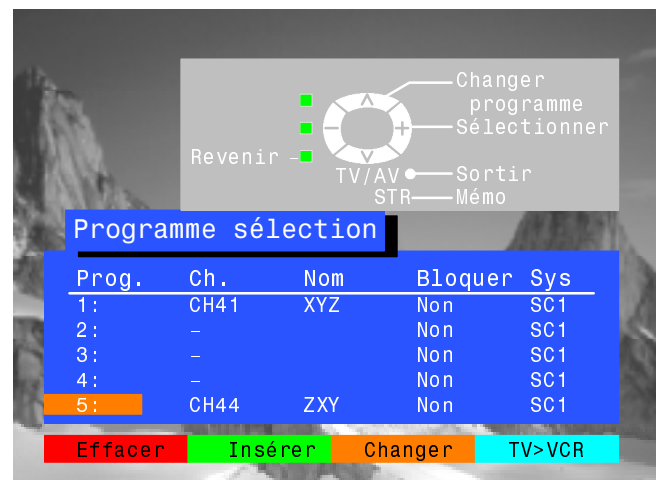 Changer
programme
Sélectionner
Revenir
TV/AV Sortir
STR Mémo
Programme sélection
Prog. Ch. Nom Bloquer Sys
1: CH41 XYZ Non SC1
2: – Non SC1
3: – Non SC1
4: – Non SC1
5: CH44 ZXY Non SC1
Effacer Insérer Changer TV>VCR